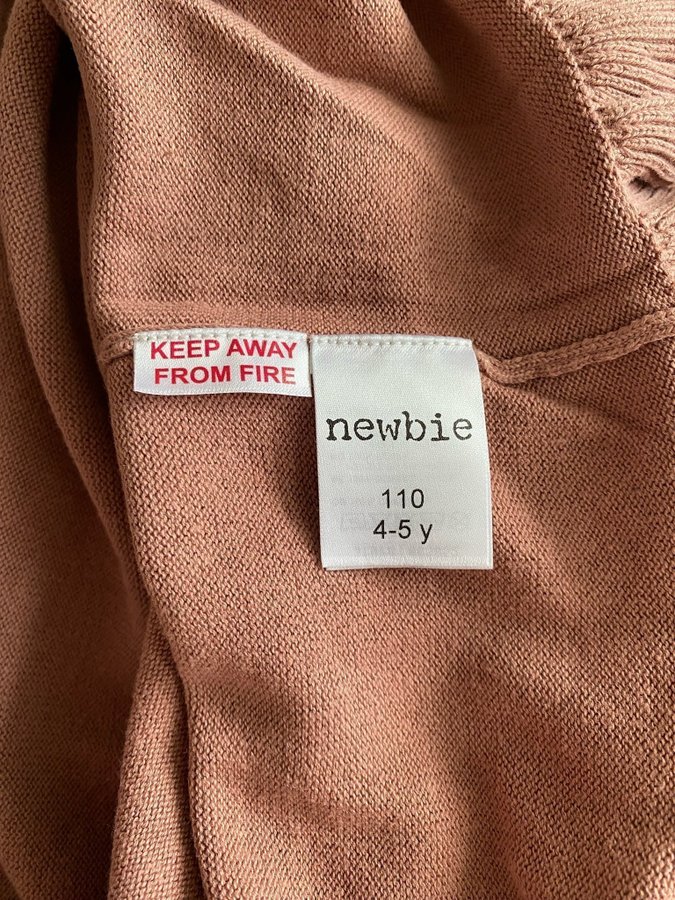 KEEP AWAY
FROM FIRE
newbie
110
4-5 y